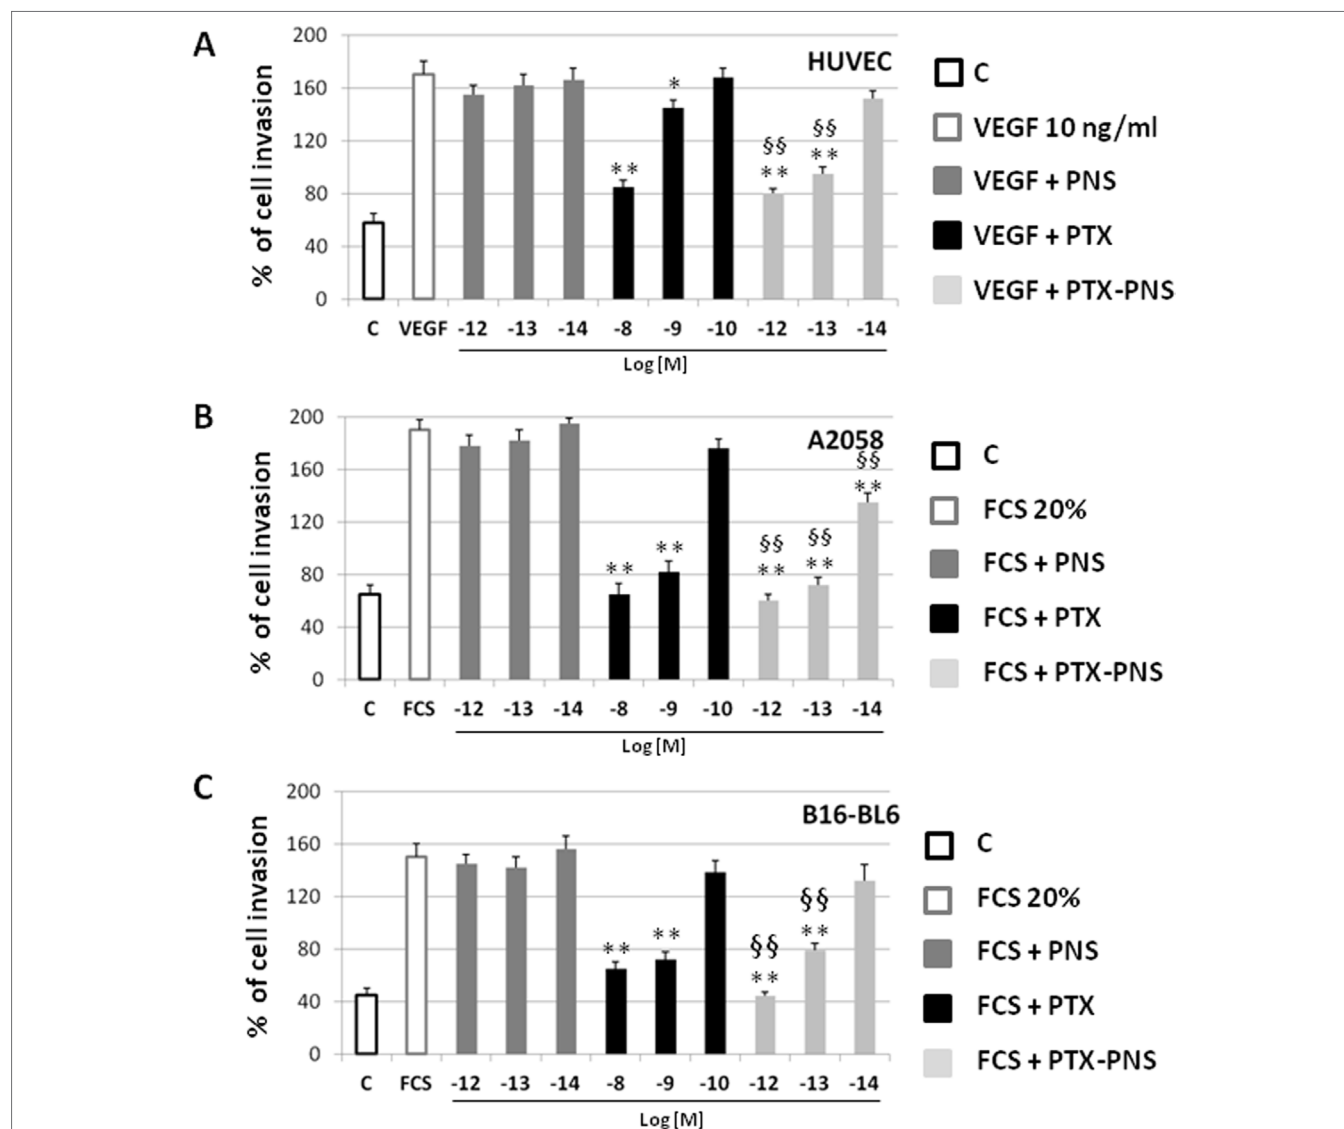 A
HUVEC
% of cell invasion
200
160
120
80
40
0
** * §§ ** §§ **
C VEGF -12 -13 -14 -8 -9 -10 -12 -13 -14
Log [M]
C
VEGF 10 ng/ml
VEGF + PNS
VEGF + PTX
VEGF + PTX-PNS
B
A2058
% of cell invasion
200
160
120
80
40
0
** ** §§ ** §§ ** §§ **
C FCS -12 -13 -14 -8 -9 -10 -12 -13 -14
Log [M]
C
FCS 20%
FCS + PNS
FCS + PTX
FCS + PTX-PNS
C
B16-BL6
% of cell invasion
200
160
120
80
40
0
** ** §§ ** §§ **
C FCS -12 -13 -14 -8 -9 -10 -12 -13 -14
Log [M]
C
FCS 20%
FCS + PNS
FCS + PTX
FCS + PTX-PNS